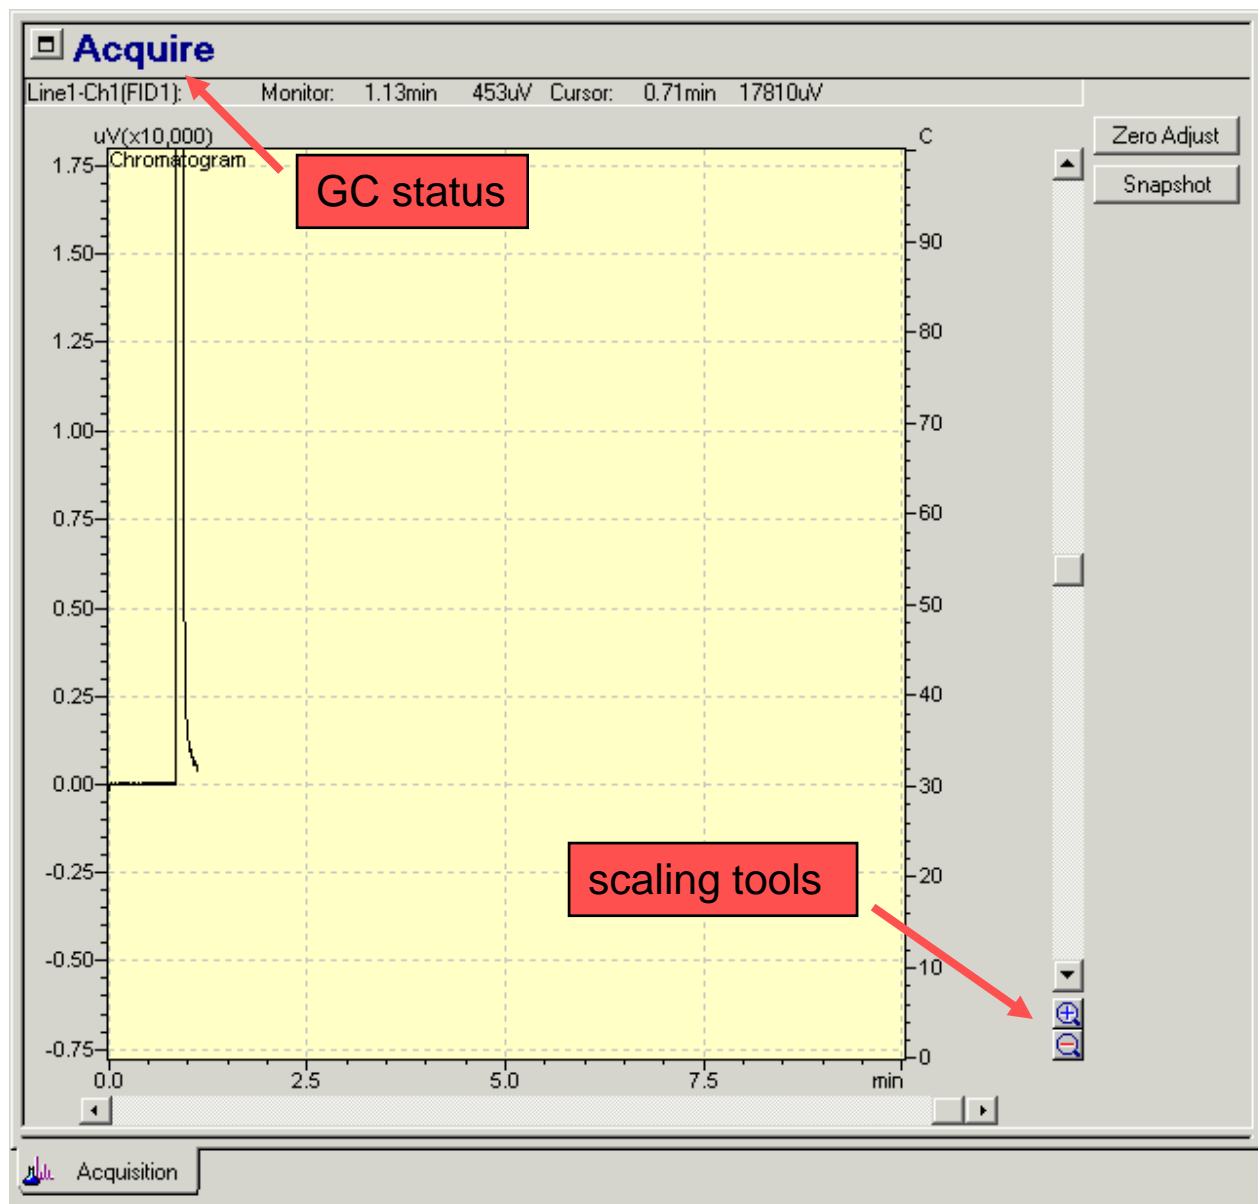 Acquire
Line1-Ch1(FID1): Monitor: 1.13min 453uV Cursor: 0.71min 17810uV
uV(x10,000)
C
Zero Adjust
Snapshot
Chromatogram
GC status
1.75
1.50
1.25
1.00
0.75
0.50
0.25
0.00
-0.25
-0.50
-0.75
90
80
70
60
50
40
30
20
10
0
scaling tools
0.0 2.5 5.0 7.5 min
Acquisition